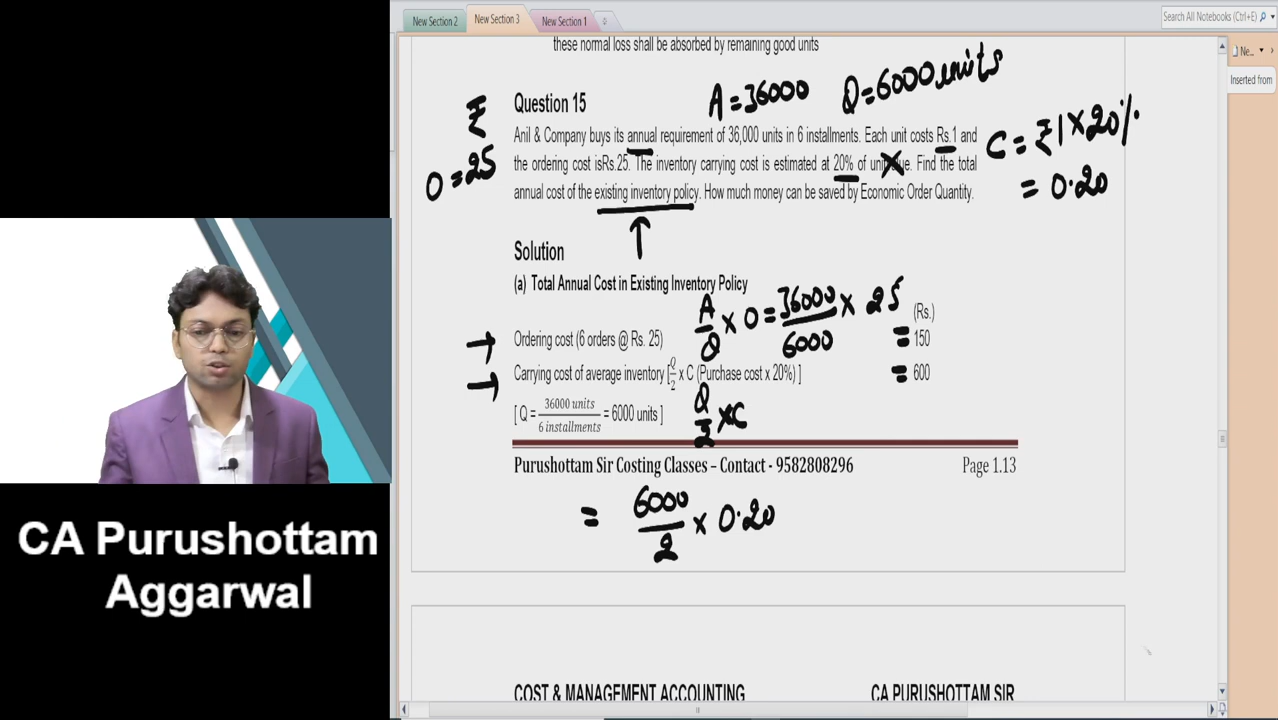 New Section 2 New Section 3 New Section 1
Search All Notebooks (Ctrl+E)
Ne...
Inserted from
these normal loss shall be absorbed by remaining good units
A = 36000 Q = 6000 units
₹
Question 15
Anil & Company buys its annual requirement of 36,000 units in 6 installments. Each unit costs Rs.1 and
the ordering cost isRs.25. The inventory carrying cost is estimated at 20% of unit value. Find the total
annual cost of the existing inventory policy. How much money can be saved by Economic Order Quantity.
O = 25
C = ₹1 × 20%
= 0.20
Solution
(a) Total Annual Cost in Existing Inventory Policy
A/Q × O = 36000/6000 × 25
(Rs.)
Ordering cost (6 orders @ Rs. 25) = 150
Carrying cost of average inventory [Q/2 x C (Purchase cost x 20%) ] = 600
[ Q = 36000 units/6 installments = 6000 units ] Q/2 × C
Purushottam Sir Costing Classes – Contact - 9582808296 Page 1.13
= 6000/2 × 0.20
CA Purushottam
Aggarwal
COST & MANAGEMENT ACCOUNTING CA PURUSHOTTAM SIR